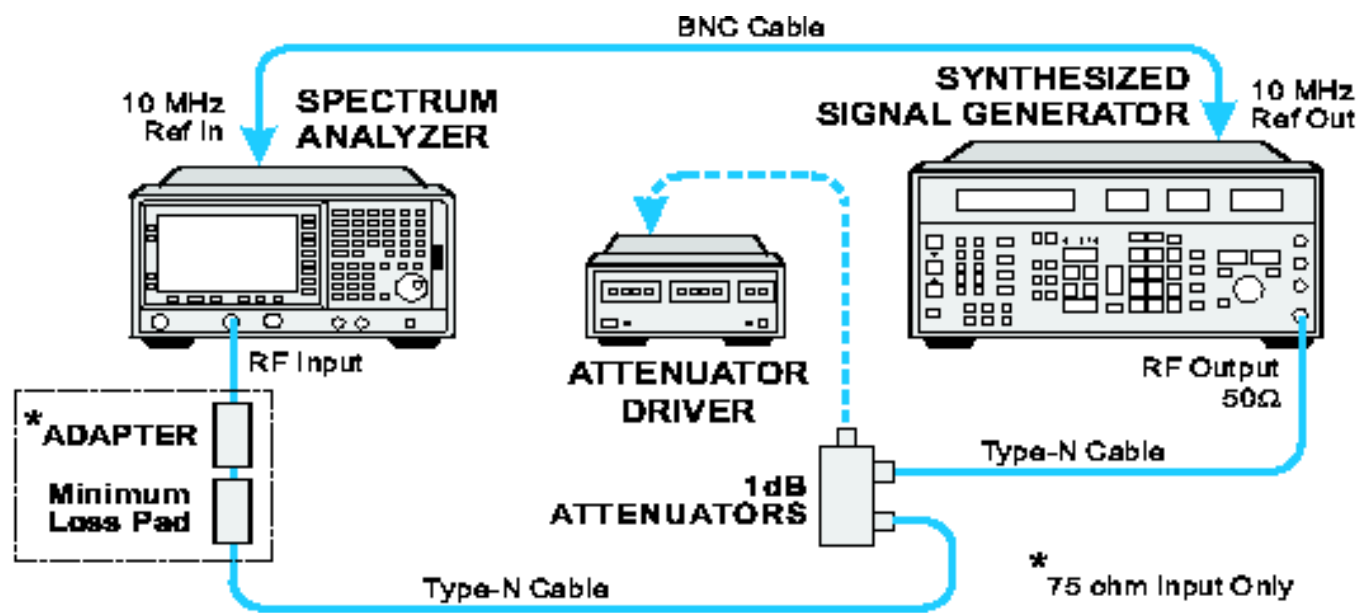 BNC Cable
10 MHz
Ref In
SPECTRUM
ANALYZER
SYNTHESIZED
SIGNAL GENERATOR
10 MHz
Ref Out
RF Input
ATTENUATOR
DRIVER
RF Output
50Ω
*ADAPTER
Minimum
Loss Pad
Type-N Cable
1dB
ATTENUATORS
Type-N Cable
*75 ohm Input Only